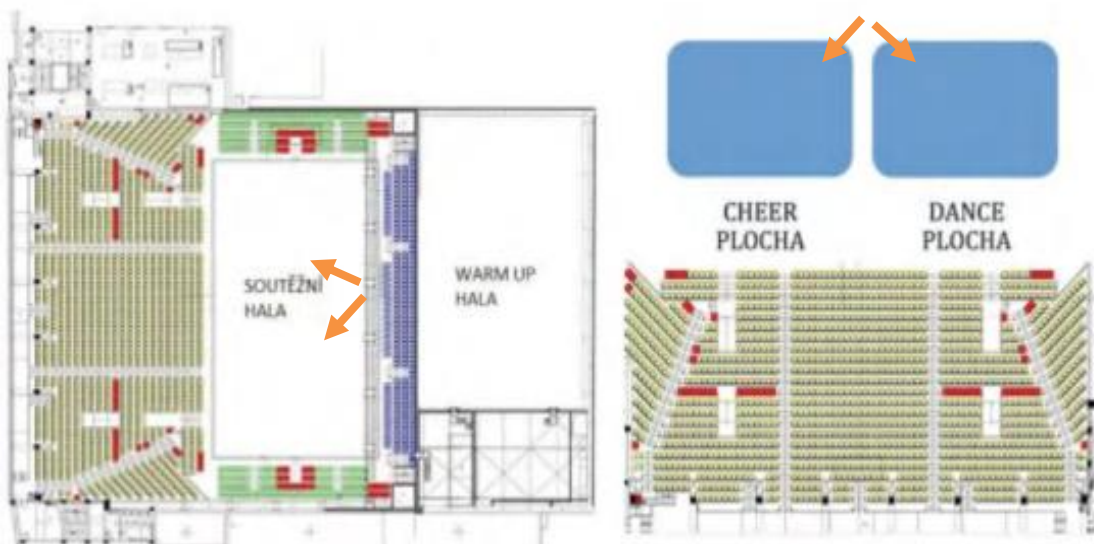 SOUTĚŽNÍ
HALA
WARM UP
HALA
CHEER
PLOCHA
DANCE
PLOCHA